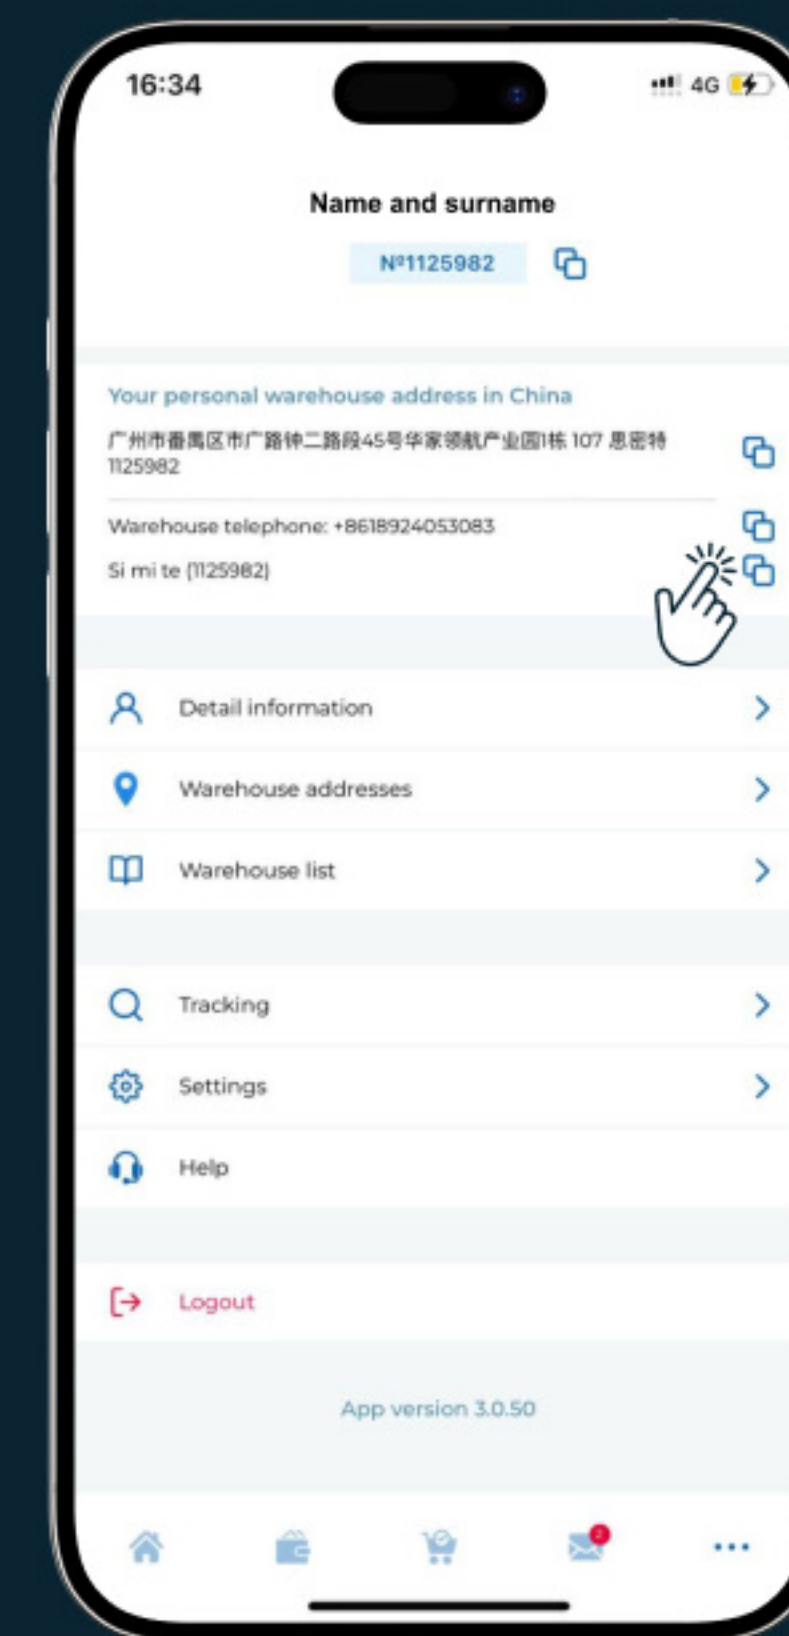 16:34
4G
Name and surname
Nº1125982
Your personal warehouse address in China
广州市番禺区市广路钟二路段45号华家领航产业园1栋 107 思密特
1125982
Warehouse telephone: +8618924053083
Si mi te (1125982)
Detail information
Warehouse addresses
Warehouse list
Tracking
Settings
Help
Logout
App version 3.0.50
2